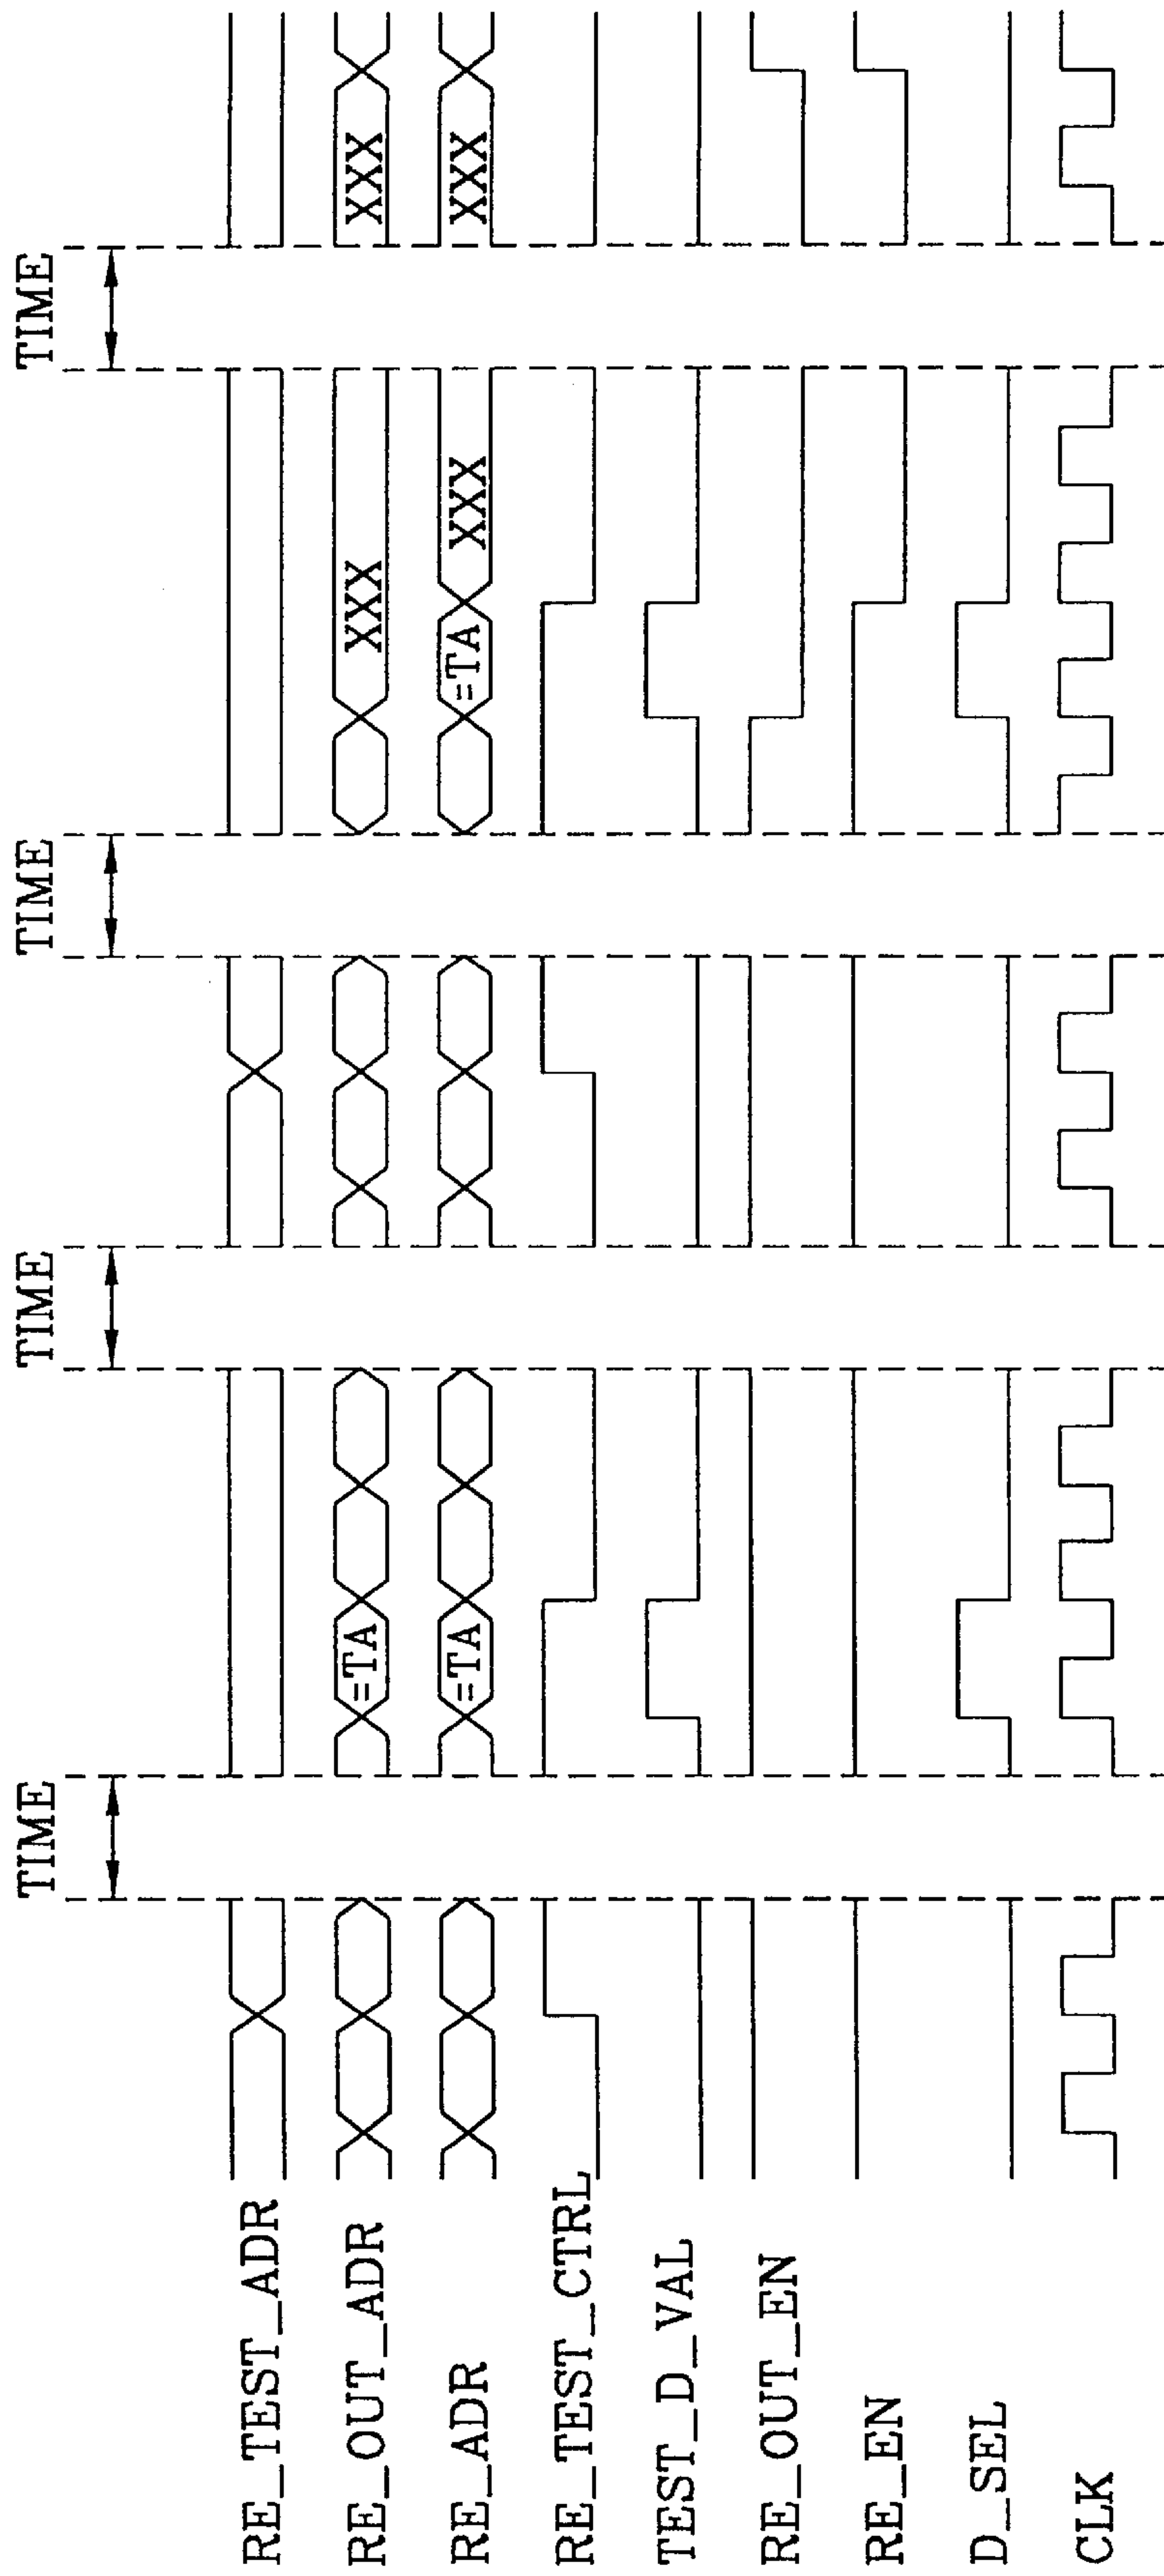 TIME TIME TIME TIME
RE_TEST_ADR
RE_OUT_ADR =TA XXX XXX
RE_ADR =TA =TA XXX XXX
RE_TEST_CTRL
TEST_D_VAL
RE_OUT_EN
RE_EN
D_SEL
CLK